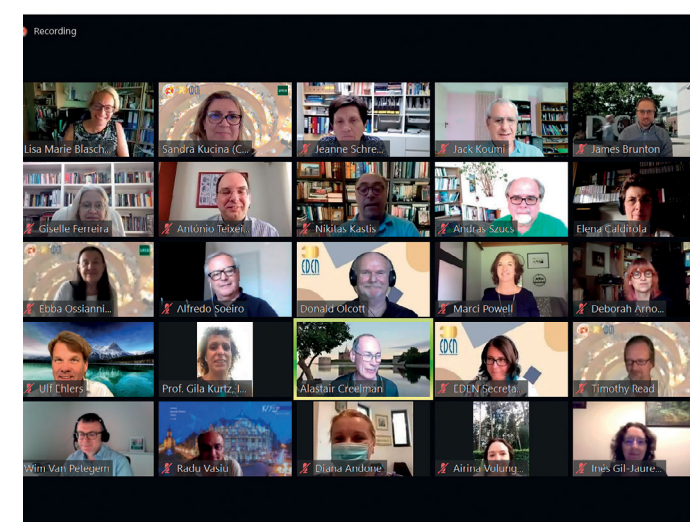 Recording
Lisa Marie Blasch...
Sandra Kucina (C...
Jeanne Schre...
Jack Koumi
James Brunton
Giselle Ferreira
António Teixei...
Nikitas Kastis
Andras Szucs
Elena Caldirola
Ebba Ossianni...
Alfredo Soeiro
Donald Olcott
Marci Powell
Deborah Arno...
EDEN
Ulf Ehlers
Prof. Gila Kurtz, I...
Alastair Creelman
EDEN Secreta...
Timothy Read
EDEN
Wim Van Petegem
Radu Vasiu
Diana Andone
Airina Volung...
Inés Gil-Jaure...